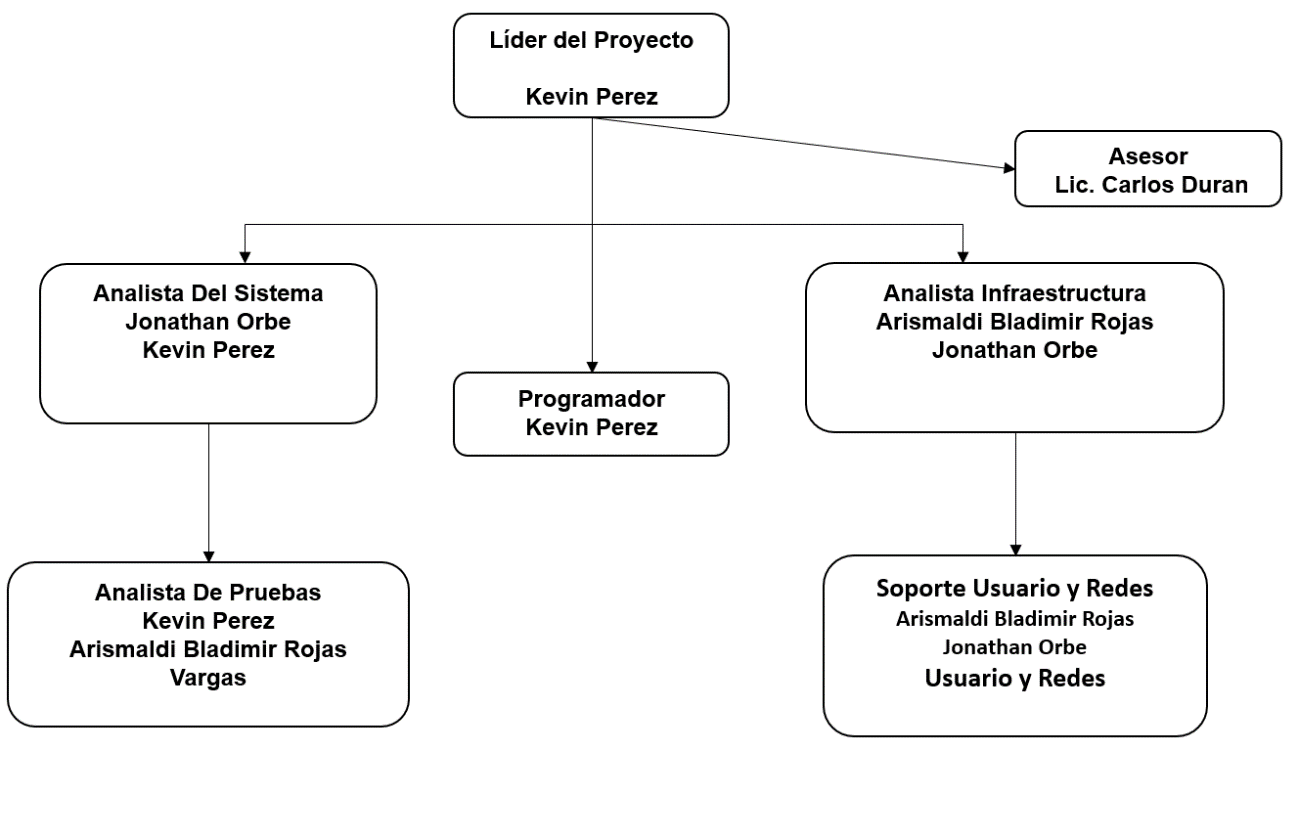 Líder del Proyecto
Kevin Perez
Asesor
Lic. Carlos Duran
Analista Del Sistema
Jonathan Orbe
Kevin Perez
Programador
Kevin Perez
Analista Infraestructura
Arismaldi Bladimir Rojas
Jonathan Orbe
Analista De Pruebas
Kevin Perez
Arismaldi Bladimir Rojas
Vargas
Soporte Usuario y Redes
Arismaldi Bladimir Rojas
Jonathan Orbe
Usuario y Redes